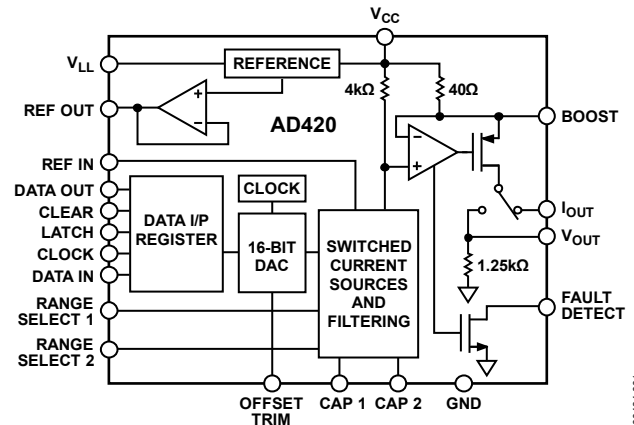 VCC
VLL
REFERENCE
4kΩ
40Ω
REF OUT
+
−
AD420
−
+
BOOST
REF IN
DATA OUT
CLEAR
LATCH
CLOCK
DATA IN
DATA I/P
REGISTER
CLOCK
16-BIT
DAC
SWITCHED
CURRENT
SOURCES
AND
FILTERING
IOUT
VOUT
1.25kΩ
FAULT
DETECT
RANGE
SELECT 1
RANGE
SELECT 2
OFFSET
TRIM
CAP 1
CAP 2
GND